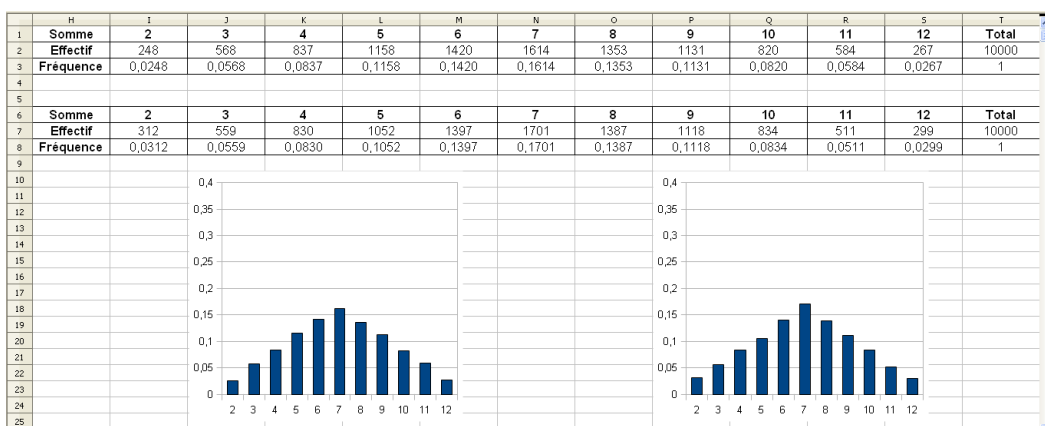 H I J K L M N O P Q R S T
1 Somme 2 3 4 5 6 7 8 9 10 11 12 Total
2 Effectif 248 568 837 1158 1420 1614 1353 1131 820 584 267 10000
3 Fréquence 0,0248 0,0568 0,0837 0,1158 0,1420 0,1614 0,1353 0,1131 0,0820 0,0584 0,0267 1
4
5
6 Somme 2 3 4 5 6 7 8 9 10 11 12 Total
7 Effectif 312 559 830 1052 1397 1701 1387 1118 834 511 299 10000
8 Fréquence 0,0312 0,0559 0,0830 0,1052 0,1397 0,1701 0,1387 0,1118 0,0834 0,0511 0,0299 1
9
10 0,4 0,4
11
12 0,35 0,35
13 0,3 0,3
14
15 0,25 0,25
16
17 0,2 0,2
18 0,15 0,15
19
20 0,1 0,1
21
22 0,05 0,05
23 0 0
24 2 3 4 5 6 7 8 9 10 11 12 2 3 4 5 6 7 8 9 10 11 12
25